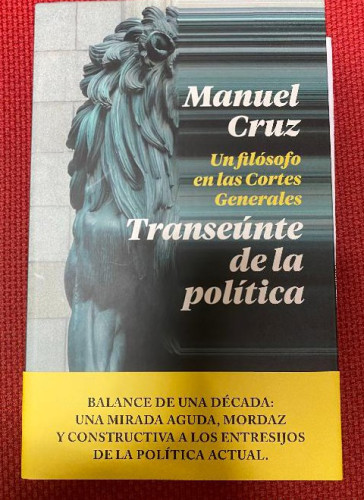 Manuel
Cruz
Un filósofo
en las Cortes
Generales
Transeúnte
de la
política
BALANCE DE UNA DÉCADA:
UNA MIRADA AGUDA, MORDAZ
Y CONSTRUCTIVA A LOS ENTRESIJOS
DE LA POLÍTICA ACTUAL.